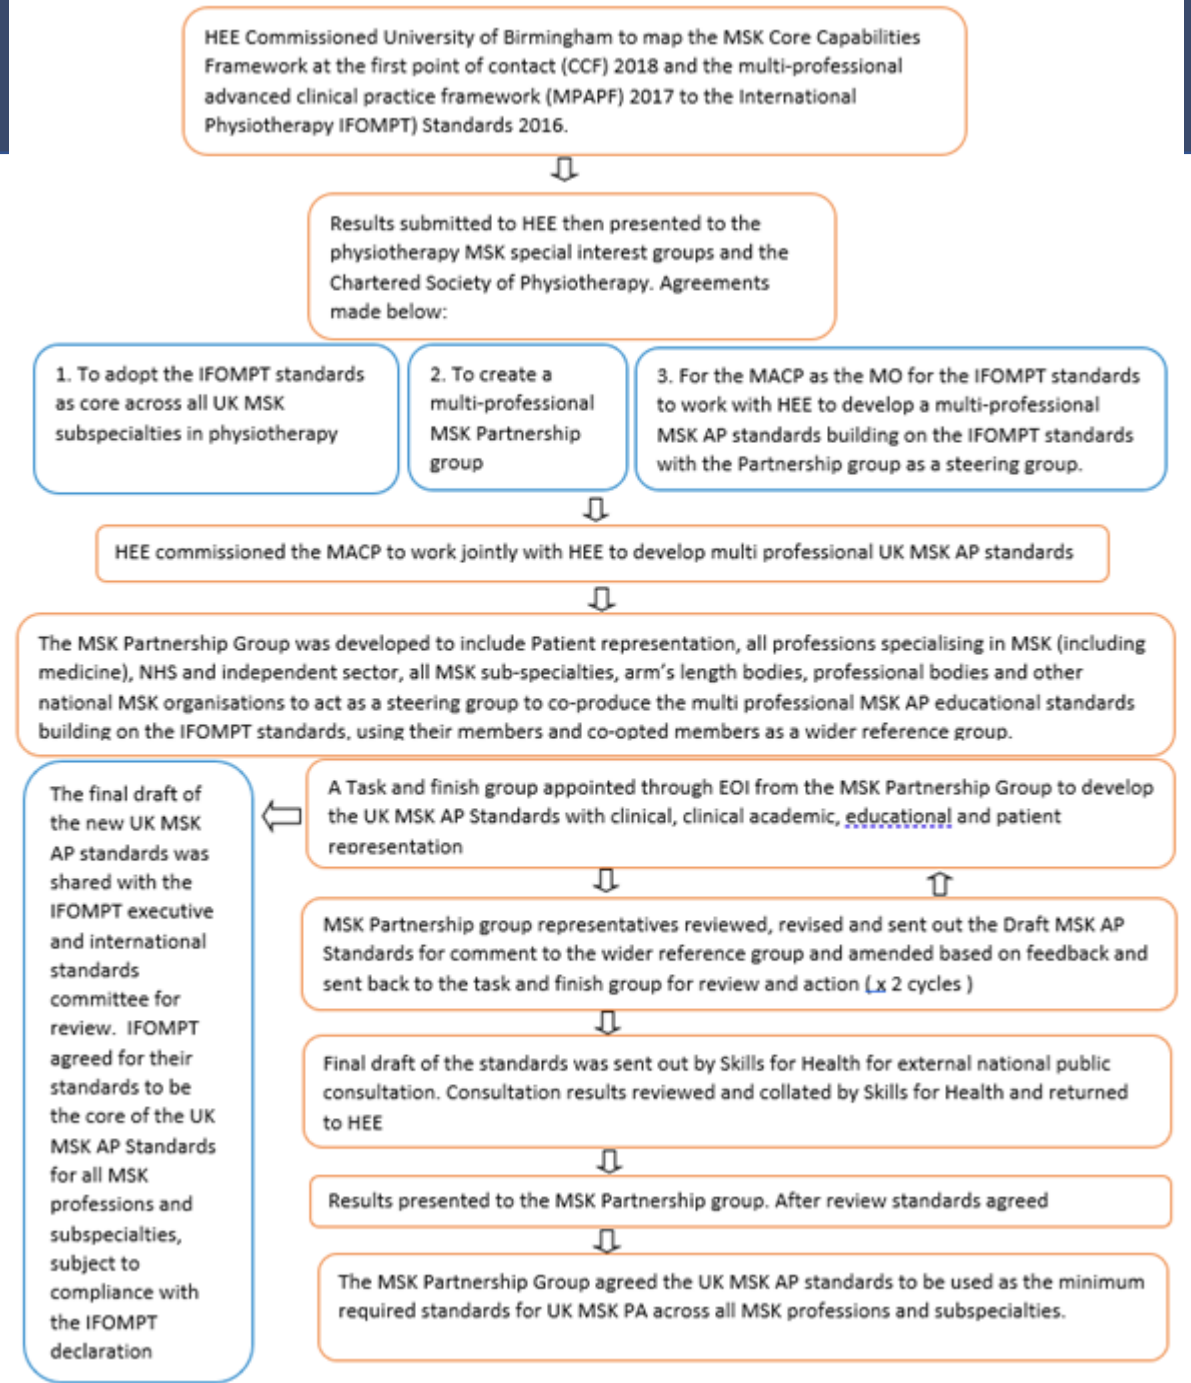 HEE Commissioned University of Birmingham to map the MSK Core Capabilities
Framework at the first point of contact (CCF) 2018 and the multi-professional
advanced clinical practice framework (MPAPF) 2017 to the International
Physiotherapy IFOMPT) Standards 2016.
Results submitted to HEE then presented to the
physiotherapy MSK special interest groups and the
Chartered Society of Physiotherapy. Agreements
made below:
1. To adopt the IFOMPT standards
as core across all UK MSK
subspecialties in physiotherapy
2. To create a
multi-professional
MSK Partnership
group
3. For the MACP as the MO for the IFOMPT standards
to work with HEE to develop a multi-professional
MSK AP standards building on the IFOMPT standards
with the Partnership group as a steering group.
HEE commissioned the MACP to work jointly with HEE to develop multi professional UK MSK AP standards
The MSK Partnership Group was developed to include Patient representation, all professions specialising in MSK (including
medicine), NHS and independent sector, all MSK sub-specialties, arm's length bodies, professional bodies and other
national MSK organisations to act as a steering group to co-produce the multi professional MSK AP educational standards
building on the IFOMPT standards, using their members and co-opted members as a wider reference group.
The final draft of
the new UK MSK
AP standards was
shared with the
IFOMPT executive
and international
standards
committee for
review. IFOMPT
agreed for their
standards to be
the core of the UK
MSK AP Standards
for all MSK
professions and
subspecialties,
subject to
compliance with
the IFOMPT
declaration
A Task and finish group appointed through EOI from the MSK Partnership Group to develop
the UK MSK AP Standards with clinical, clinical academic, educational and patient
representation
MSK Partnership group representatives reviewed, revised and sent out the Draft MSK AP
Standards for comment to the wider reference group and amended based on feedback and
sent back to the task and finish group for review and action ( x 2 cycles )
Final draft of the standards was sent out by Skills for Health for external national public
consultation. Consultation results reviewed and collated by Skills for Health and returned
to HEE
Results presented to the MSK Partnership group. After review standards agreed
The MSK Partnership Group agreed the UK MSK AP standards to be used as the minimum
required standards for UK MSK PA across all MSK professions and subspecialties.